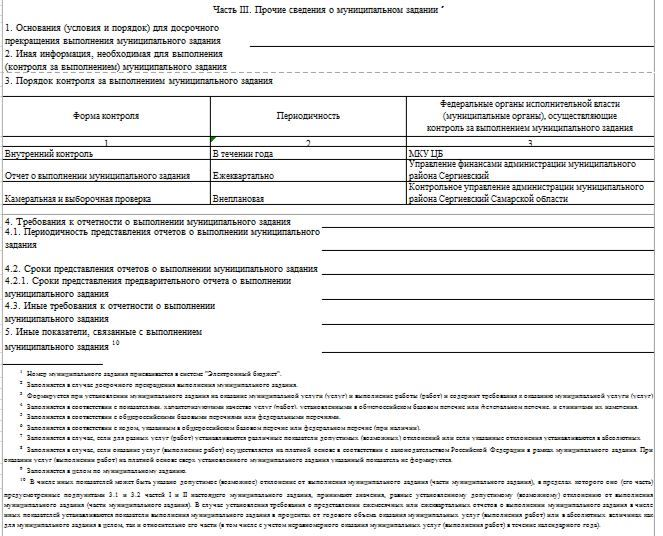 Часть III. Прочие сведения о муниципальном задании 9
1. Основания (условия и порядок) для досрочного
прекращения выполнения муниципального задания
2. Иная информация, необходимая для выполнения
(контроля за выполнением) муниципального задания
3. Порядок контроля за выполнением муниципального задания
Форма контроля
Периодичность
Федеральные органы исполнительной власти
(муниципальные органы), осуществляющие
контроль за выполнением муниципального задания
1 2 3
Внутренний контроль В течении года МКУ ЦБ
Отчет о выполнении муниципального задания Ежеквартально Управление финансами администрации муниципального
района Сергиевский
Камеральная и выборочная проверка Внеплановая Контрольное управление администрации муниципального
района Сергиевский Самарской области
4. Требования к отчетности о выполнении муниципального задания
4.1. Периодичность представления отчетов о выполнении муниципального
задания
4.2. Сроки представления отчетов о выполнении муниципального задания
4.2.1. Сроки представления предварительного отчета о выполнении
муниципального задания
4.3. Иные требования к отчетности о выполнении
муниципального задания
5. Иные показатели, связанные с выполнением
муниципального задания 10
1 Номер муниципального задания присваивается в системе "Электронный бюджет".
2 Заполняется в случае досрочного прекращения выполнения муниципального задания.
3 Формируется при установлении муниципального задания на оказание муниципальной услуги (услуг) и выполнение работы (работ) и содержит требования к оказанию муниципальной услуги (услуг)
4 Заполняется в соответствии с показателями, характеризующими качество услуг (работ), установленными в общероссийском базовом перечне или федеральном перечне, и единицами их измерения.
5 Заполняется в соответствии с общероссийскими базовыми перечнями или федеральными перечнями.
6 Заполняется в соответствии с кодом, указанным в общероссийском базовом перечне или федеральном перечне (при наличии).
7 Заполняется в случае, если для разных услуг (работ) устанавливаются различные показатели допустимых (возможных) отклонений или если указанные отклонения устанавливаются в абсолютных
8 Заполняется в случае, если оказание услуг (выполнение работ) осуществляется на платной основе в соответствии с законодательством Российской Федерации в рамках муниципального задания. При
оказании услуг (выполнении работ) на платной основе сверх установленного муниципального задания указанный показатель не формируется.
9 Заполняется в целом по муниципальному заданию.
10 В числе иных показателей может быть указано допустимое (возможное) отклонение от выполнения муниципального задания (части муниципального задания), в пределах которого оно (его часть)
предусмотренные подпунктами 3.1 и 3.2 частей I и II настоящего муниципального задания, принимают значения, равные установленному допустимому (возможному) отклонению от выполнения
муниципального задания (части муниципального задания). В случае установления требования о представлении ежемесячных или ежеквартальных отчетов о выполнении муниципального задания в числе
иных показателей устанавливаются показатели выполнения муниципального задания в процентах от годового объема оказания муниципальных услуг (выполнения работ) или в абсолютных величинах как
для муниципального задания в целом, так и относительно его части (в том числе с учетом неравномерного оказания муниципальных услуг (выполнения работ) в течение календарного года).